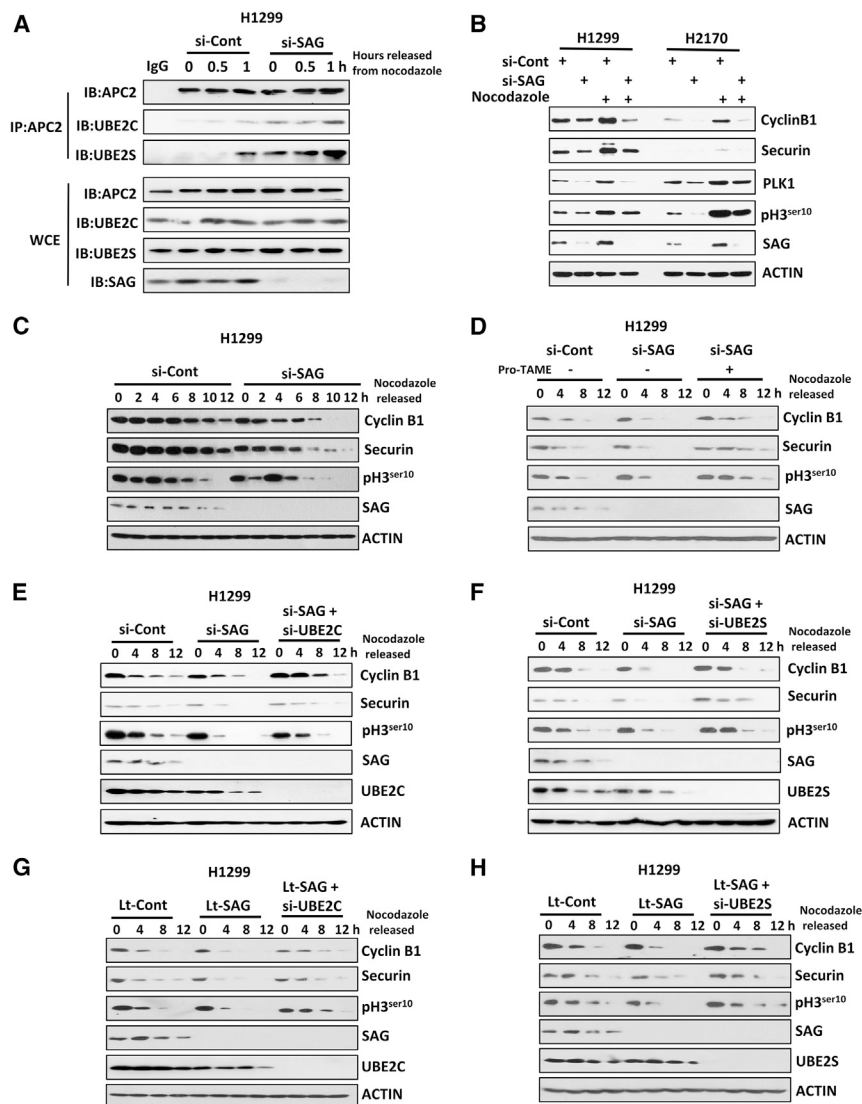 A
H1299
si-Cont si-SAG
IgG 0 0.5 1 0 0.5 1 h Hours released from nocodazole
IP:APC2
IB:APC2
IB:UBE2C
IB:UBE2S
WCE
IB:APC2
IB:UBE2C
IB:UBE2S
IB:SAG
B
H1299 H2170
si-Cont + + + +
si-SAG + + + +
Nocodazole + + + +
CyclinB1
Securin
PLK1
pH3ser10
SAG
ACTIN
C
H1299
si-Cont si-SAG
Nocodazole released
0 2 4 6 8 10 12 0 2 4 6 8 10 12 h
Cyclin B1
Securin
pH3ser10
SAG
ACTIN
D
H1299
si-Cont si-SAG si-SAG
Pro-TAME - - +
Nocodazole released
0 4 8 12 0 4 8 12 0 4 8 12 h
Cyclin B1
Securin
pH3ser10
SAG
ACTIN
E
H1299
si-Cont si-SAG si-SAG + si-UBE2C
Nocodazole released
0 4 8 12 0 4 8 12 0 4 8 12 h
Cyclin B1
Securin
pH3ser10
SAG
UBE2C
ACTIN
F
H1299
si-Cont si-SAG si-SAG + si-UBE2S
Nocodazole released
0 4 8 12 0 4 8 12 0 4 8 12 h
Cyclin B1
Securin
pH3ser10
SAG
UBE2S
ACTIN
G
H1299
Lt-Cont Lt-SAG Lt-SAG + si-UBE2C
Nocodazole released
0 4 8 12 0 4 8 12 0 4 8 12 h
Cyclin B1
Securin
pH3ser10
SAG
UBE2C
ACTIN
H
H1299
Lt-Cont Lt-SAG Lt-SAG + si-UBE2S
Nocodazole released
0 4 8 12 0 4 8 12 0 4 8 12 h
Cyclin B1
Securin
pH3ser10
SAG
UBE2S
ACTIN